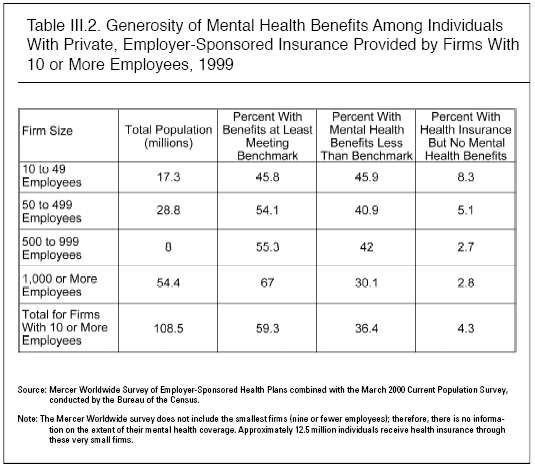 Table III.2. Generosity of Mental Health Benefits Among Individuals
With Private, Employer-Sponsored Insurance Provided by Firms With
10 or More Employees, 1999
Firm Size | Total Population (millions) | Percent With Benefits at Least Meeting Benchmark | Percent With Mental Health Benefits Less Than Benchmark | Percent With Health Insurance But No Mental Health Benefits
10 to 49 Employees | 17.3 | 45.8 | 45.9 | 8.3
50 to 499 Employees | 28.8 | 54.1 | 40.9 | 5.1
500 to 999 Employees | 8 | 55.3 | 42 | 2.7
1,000 or More Employees | 54.4 | 67 | 30.1 | 2.8
Total for Firms With 10 or More Employees | 108.5 | 59.3 | 36.4 | 4.3
Source: Mercer Worldwide Survey of Employer-Sponsored Health Plans combined with the March 2000 Current Population Survey,
conducted by the Bureau of the Census.
Note: The Mercer Worldwide survey does not include the smallest firms (nine or fewer employees); therefore, there is no informa-
tion on the extent of their mental health coverage. Approximately 12.5 million individuals receive health insurance through
these very small firms.